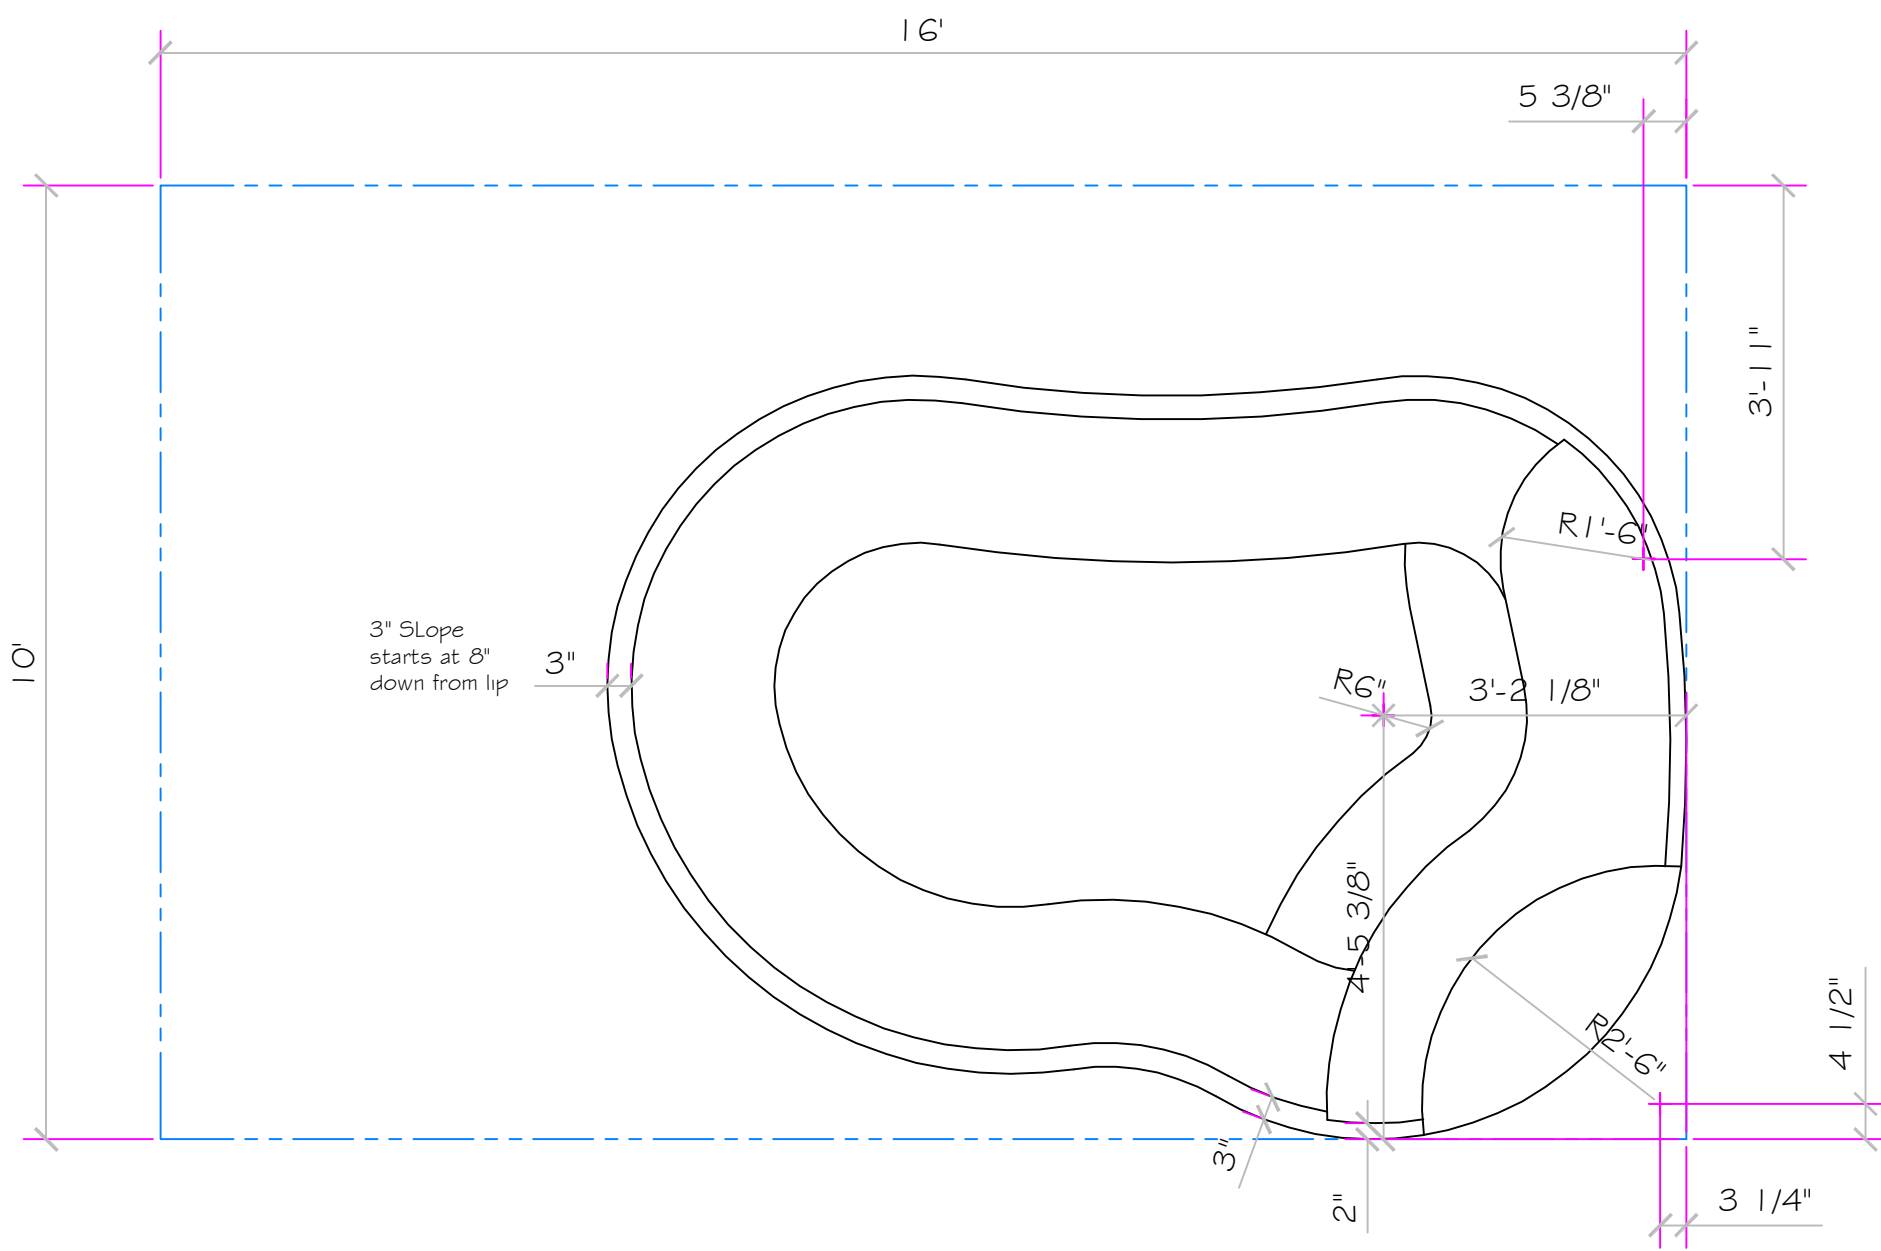 16'
5 3/8"
3'-11"
R1'-6"
10'
3" SLope
starts at 8"
down from lip
3"
R6"
3'-2 1/8"
4'-5 3/8"
R2'-6"
4 1/2"
3"
2"
3 1/4"